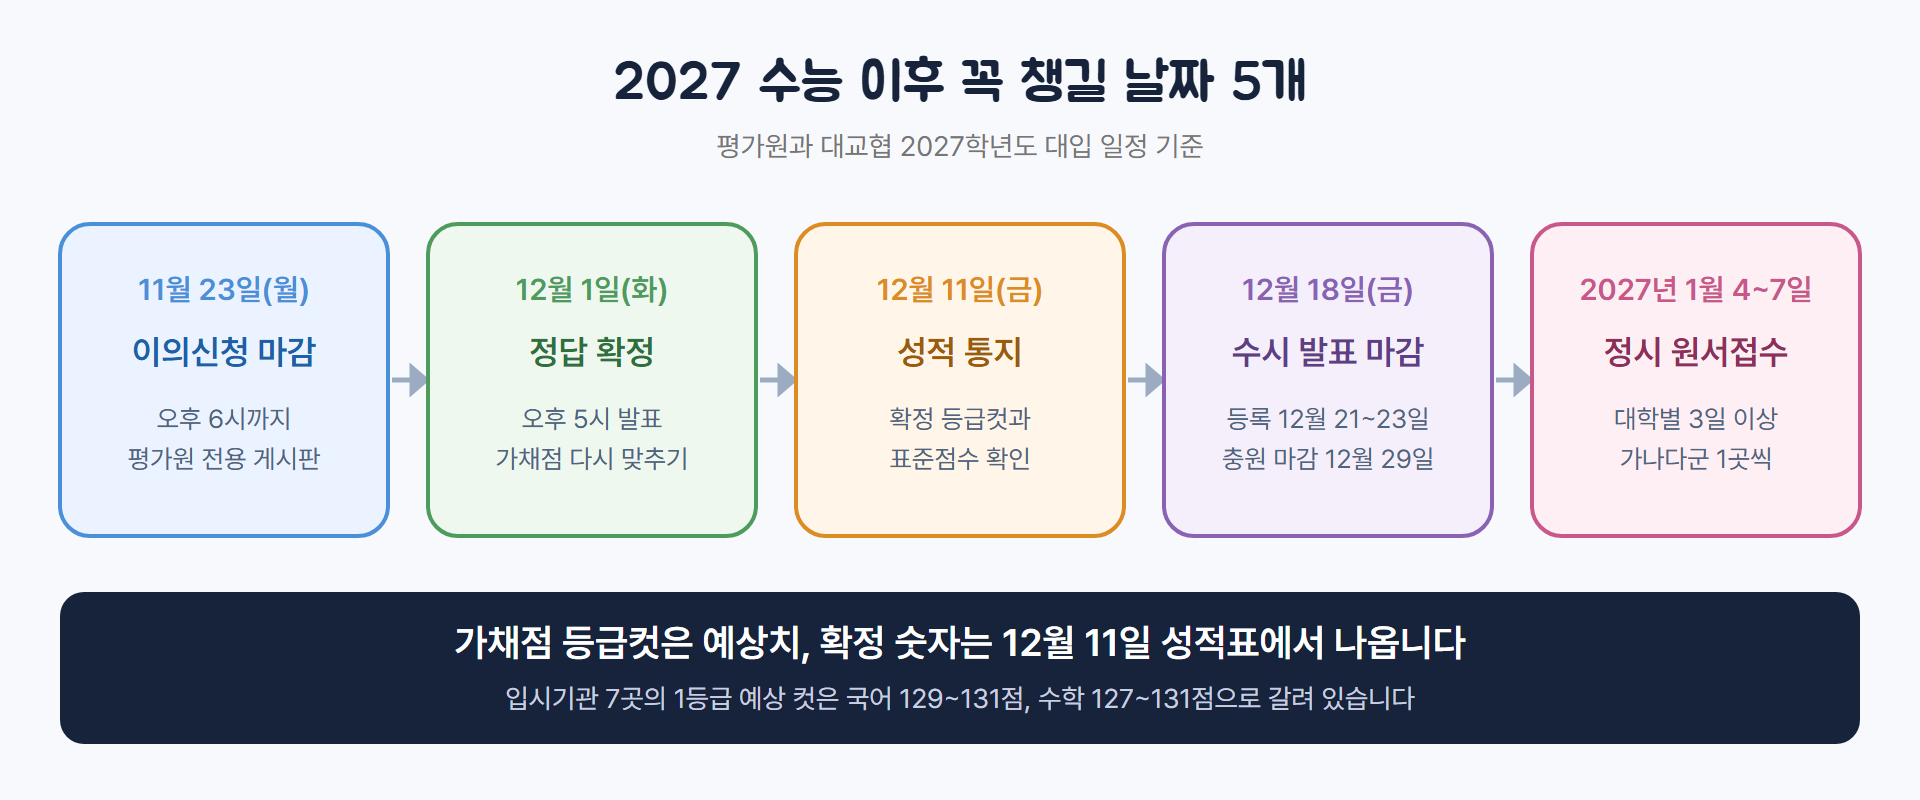 2027 수능 이후 꼭 챙길 날짜 5개
평가원과 대교협 2027학년도 대입 일정 기준
11월 23일(월)
이의신청 마감
오후 6시까지
평가원 전용 게시판
12월 1일(화)
정답 확정
오후 5시 발표
가채점 다시 맞추기
12월 11일(금)
성적 통지
확정 등급컷과
표준점수 확인
12월 18일(금)
수시 발표 마감
등록 12월 21~23일
충원 마감 12월 29일
2027년 1월 4~7일
정시 원서접수
대학별 3일 이상
가나다군 1곳씩
가채점 등급컷은 예상치, 확정 숫자는 12월 11일 성적표에서 나옵니다
입시기관 7곳의 1등급 예상 컷은 국어 129~131점, 수학 127~131점으로 갈려 있습니다